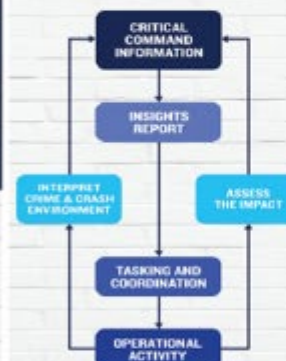 CRITICAL
COMMAND
INFORMATION
INSIGHTS
REPORT
INTERPRET
CRIME & CRASH
ENVIRONMENT
ASSESS
THE IMPACT
TASKING AND
COORDINATION
OPERATIONAL
ACTIVITY